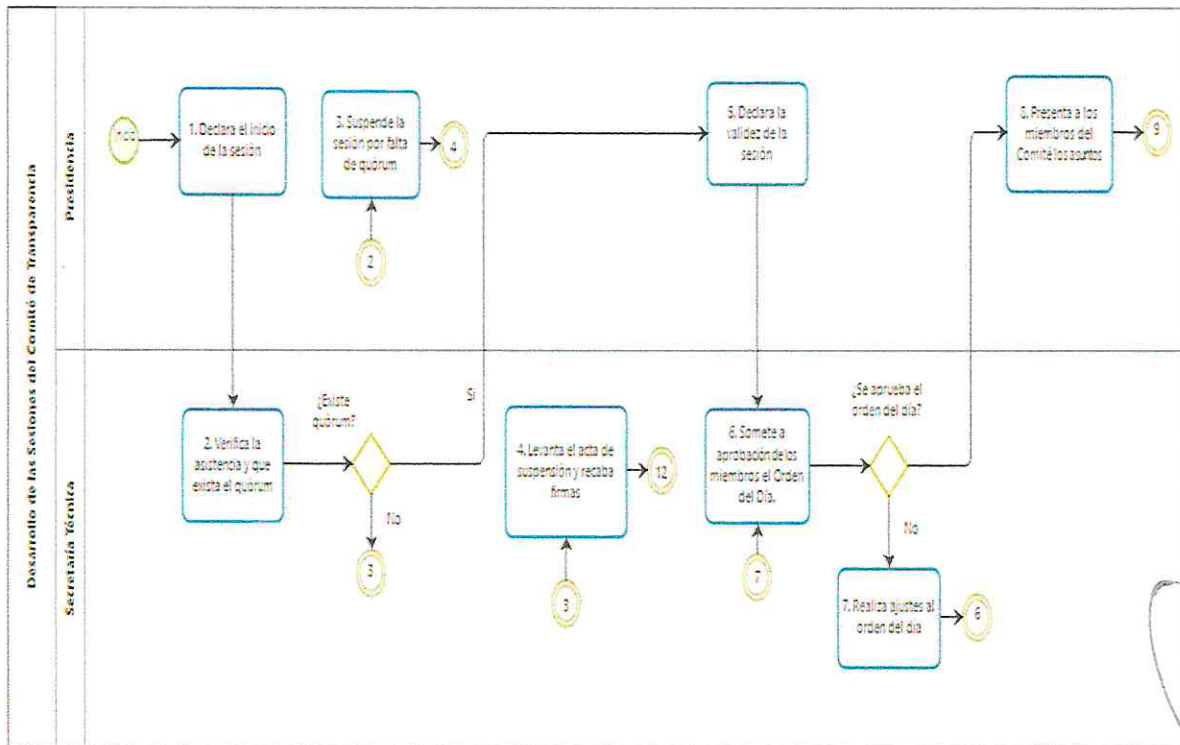 Desarrollo de las Sesiones del Comité de Transparencia
Presidencia
1. Declara el inicio
de la sesión
3. Suspende la
sesión por falta
de quórum
4
2
5. Declara la
validez de la
sesión
8. Presenta a los
miembros del
Comité los asuntos
9
Secretaría Técnica
2. Verifica la
asistencia y que
exista el quórum
¿Existe
quórum?
Si
No
3
4. Levanta el acta de
suspensión y recaba
firmas
12
3
6. Somete a
aprobación de los
miembros el Orden
del Día.
7
¿Se aprueba el
orden del día?
No
7. Realiza ajustes al
orden del día
6